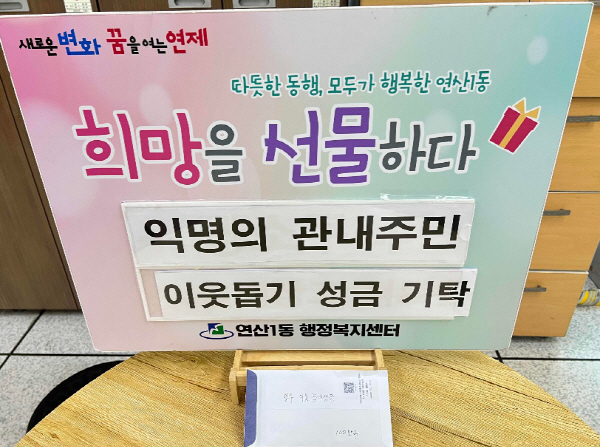 새로운 변화 꿈을 여는 연제
따뜻한 동행, 모두가 행복한 연산1동
희망을 선물하다
익명의 관내주민
이웃돕기 성금 기탁
연산1동 행정복지센터